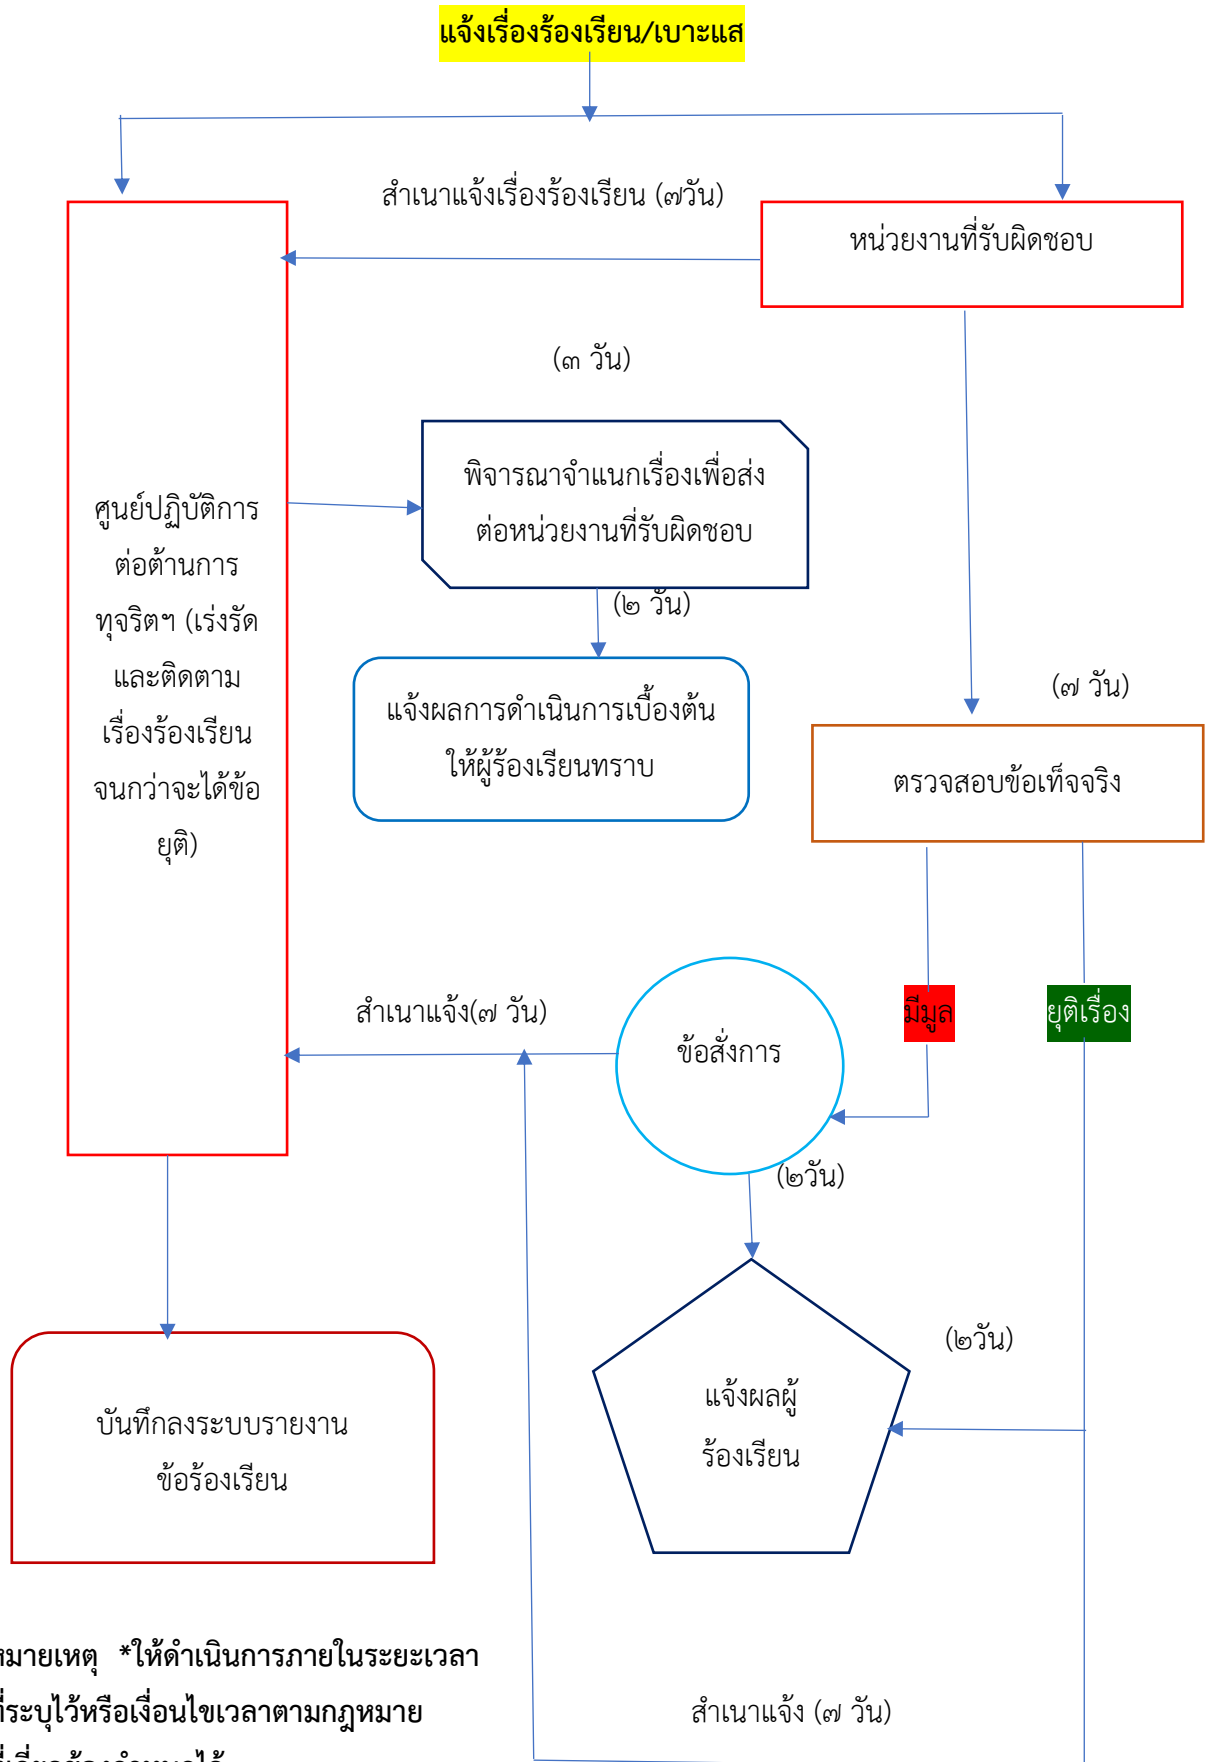 แจ้งเรื่องร้องเรียน/เบาะแส
สำเนาแจ้งเรื่องร้องเรียน (๗วัน)
หน่วยงานที่รับผิดชอบ
(๓ วัน)
พิจารณาจำแนกเรื่องเพื่อส่ง
ต่อหน่วยงานที่รับผิดชอบ
(๒ วัน)
ศูนย์ปฏิบัติการ
ต่อต้านการ
ทุจริตฯ (เร่งรัด
และติดตาม
เรื่องร้องเรียน
จนกว่าจะได้ข้อ
ยุติ)
แจ้งผลการดำเนินการเบื้องต้น
ให้ผู้ร้องเรียนทราบ
(๗ วัน)
ตรวจสอบข้อเท็จจริง
สำเนาแจ้ง(๗ วัน)
ข้อสั่งการ
มีมูล
ยุติเรื่อง
(๒วัน)
(๒วัน)
แจ้งผลผู้
ร้องเรียน
บันทึกลงระบบรายงาน
ข้อร้องเรียน
หมายเหตุ *ให้ดำเนินการภายในระยะเวลา
ที่ระบุไว้หรือเงื่อนไขเวลาตามกฎหมาย
สำเนาแจ้ง (๗ วัน)